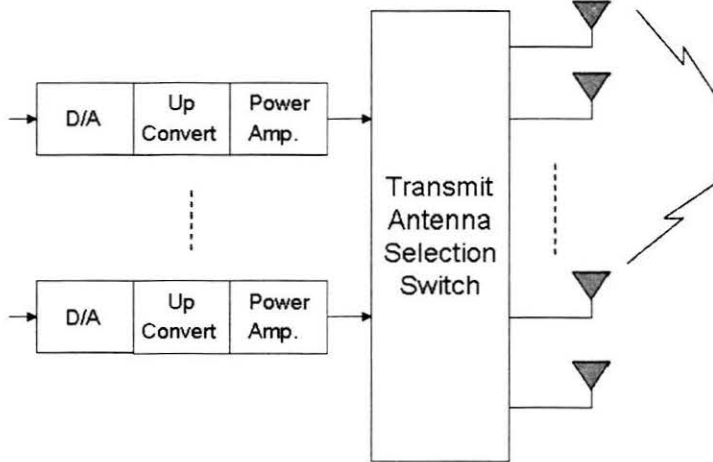 D/A
Up
Convert
Power
Amp.
Transmit
Antenna
Selection
Switch
D/A
Up
Convert
Power
Amp.